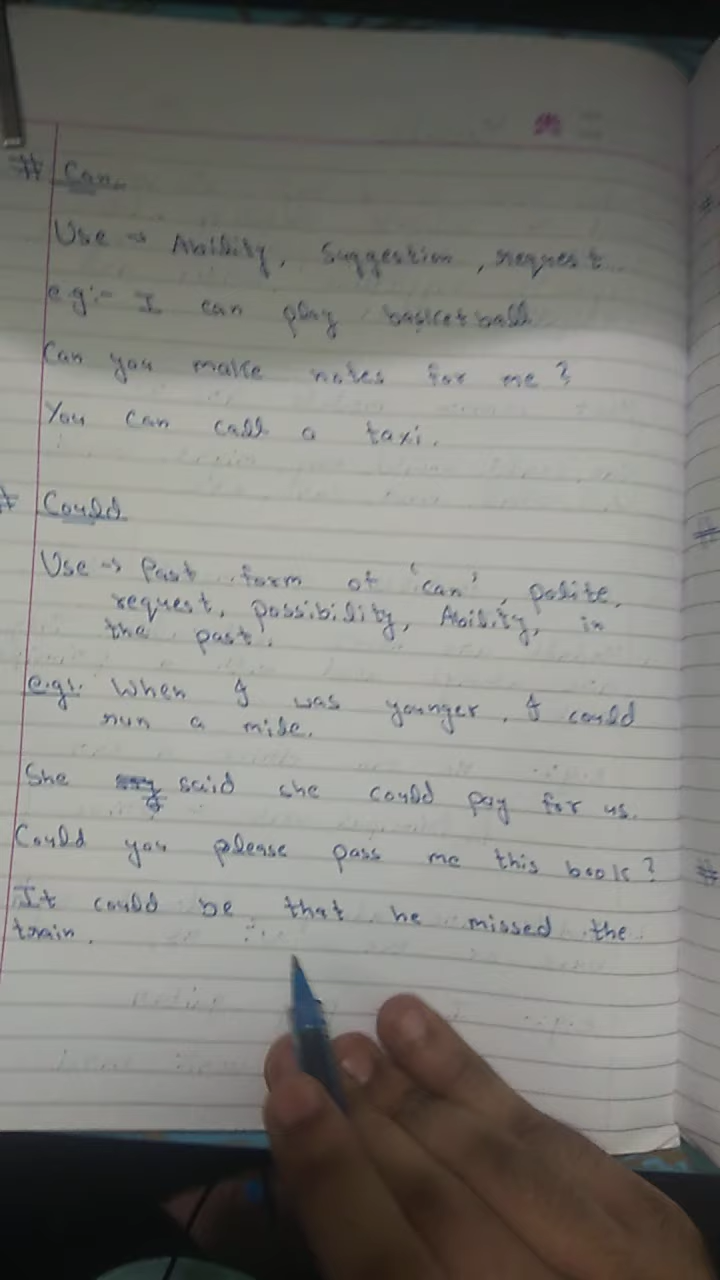 # Can
Use → Ability, Suggestion, request
eg:- I can play basketball
Can you make notes for me?
You can call a taxi.
# Could
Use → Past form of 'can', polite,
request, possibility, Ability, in
the past.
e.g:. When I was younger, I could
run a mile.
She said she could pay for us.
Could you please pass me this book?
It could be that he missed the
train.